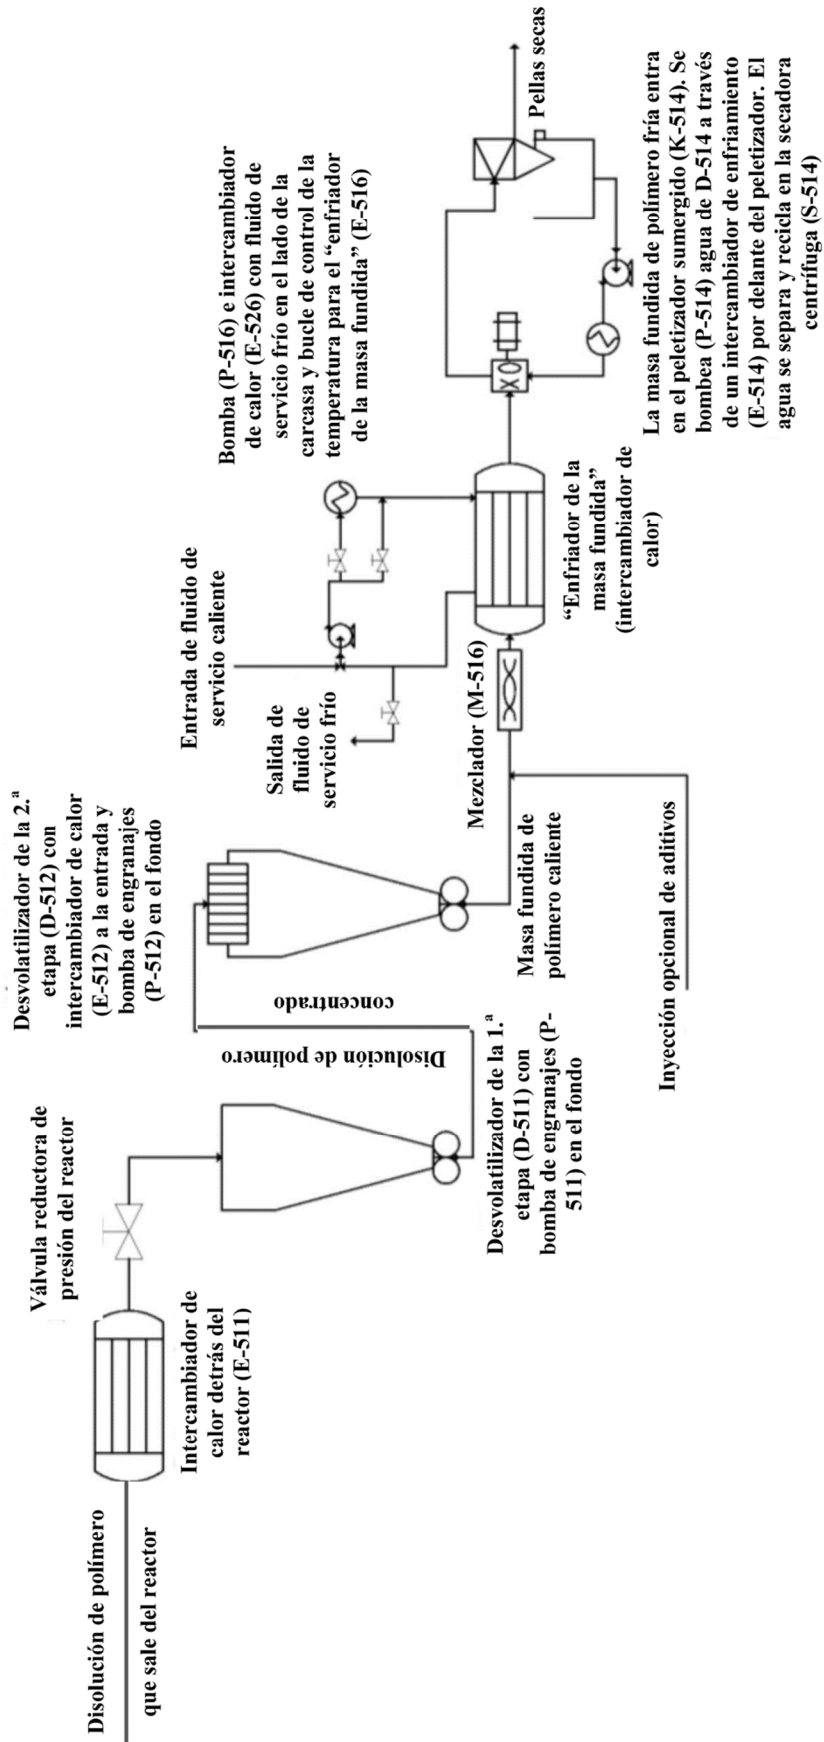 Disolución de polímero
que sale del reactor
Intercambiador de
calor detrás del
reactor (E-511)
Válvula reductora de
presión del reactor
Desvolatilizador de la 1.ª
etapa (D-511) con
bomba de engranajes (P-
511) en el fondo
Disolución de polímero
concentrado
Desvolatilizador de la 2.ª
etapa (D-512) con
intercambiador de calor
(E-512) a la entrada y
bomba de engranajes
(P-512) en el fondo
Masa fundida de
polímero caliente
Inyección opcional de aditivos
Mezclador (M-516)
Entrada de fluido de
servicio caliente
Salida de
fluido de
servicio frío
Bomba (P-516) e intercambiador
de calor (E-526) con fluido de
servicio frío en el lado de la
carcasa y bucle de control de la
temperatura para el “enfriador
de la masa fundida” (E-516)
“Enfriador de la
masa fundida”
(intercambiador de
calor)
Pellas secas
La masa fundida de polímero fría entra
en el peletizador sumergido (K-514). Se
bombea (P-514) agua de D-514 a través
de un intercambiador de enfriamiento
(E-514) por delante del peletizador. El
agua se separa y recicla en la secadora
centrífuga (S-514)